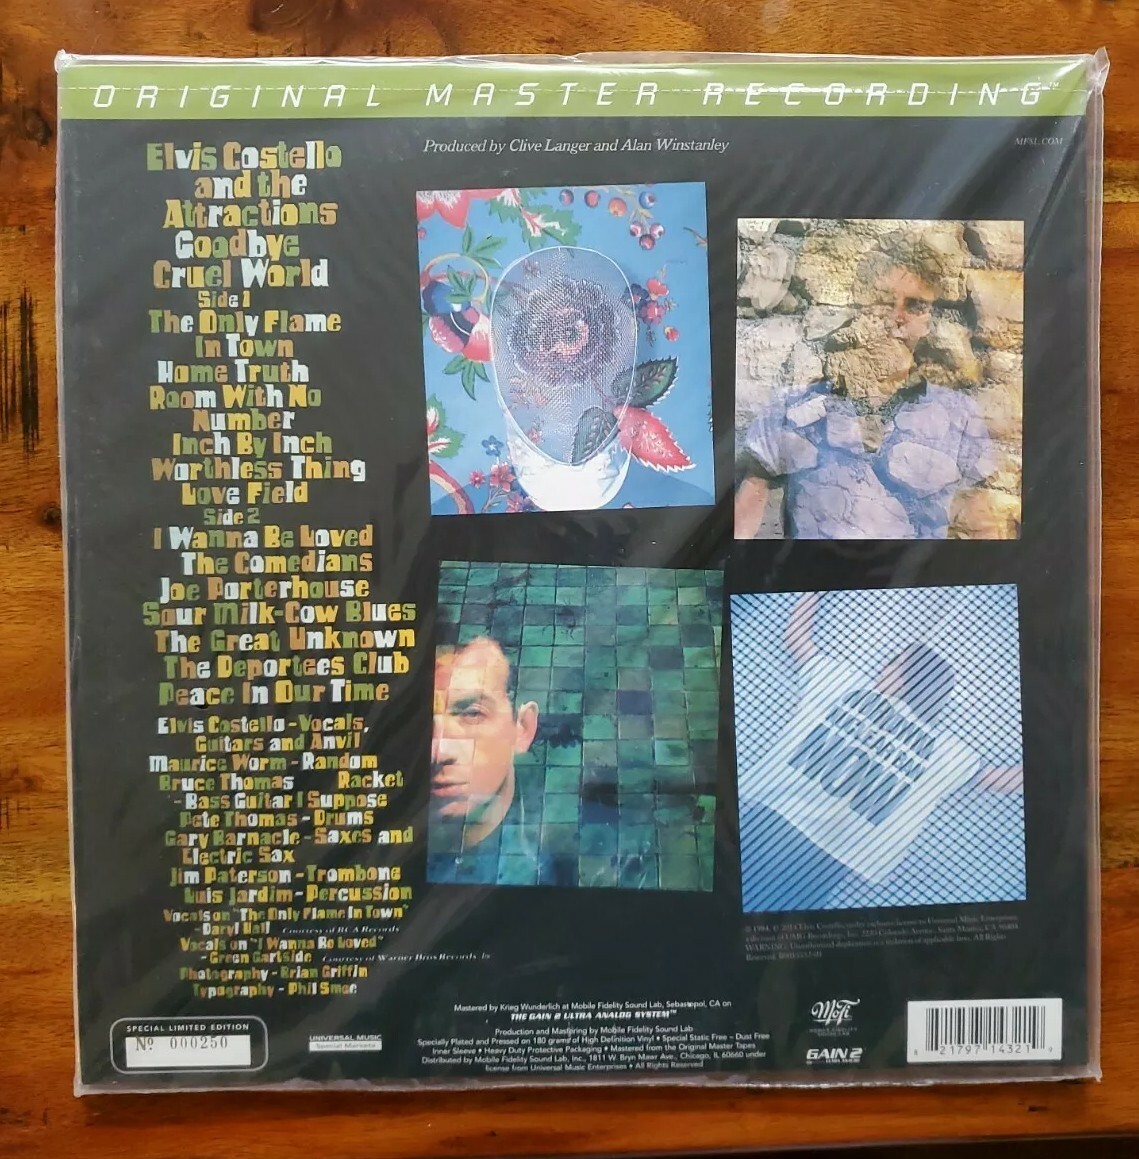 ORIGINAL MASTER RECORDING™
Elvis Costello
and the
Attractions
Goodbye
Cruel World
Side 1
The Only Flame
In Town
Home Truth
Room With No
Number
Inch By Inch
Worthless Thing
Love Field
Side 2
I Wanna Be Loved
The Comedians
Joe Porterhouse
Sour Milk-Cow Blues
The Great Unknown
The Deportees Club
Peace In Our Time
Elvis Costello - Vocals,
Guitars and Anvil
Maurice Worm - Random
Racket
Bruce Thomas
- Bass Guitar I Suppose
Pete Thomas - Drums
Gary Barnacle - Saxes and
Electric Sax
Jim Paterson - Trombone
Luis Jardim - Percussion
Vocals on "The Only Flame In Town"
- Daryl Hall Courtesy of RCA Records
Vocals on "I Wanna Be Loved"
- Green Gartside Courtesy of Warner Bros Records
Photography - Brian Griffin
Typography - Phil Smee
Produced by Clive Langer and Alan Winstanley
MFSL.COM
SPECIAL LIMITED EDITION
Nº 000250
UNIVERSAL MUSIC
Special Markets
Mastered by Krieg Wunderlich at Mobile Fidelity Sound Lab, Sebastopol, CA on
THE GAIN 2 ULTRA ANALOG SYSTEM™
Production and Mastering by Mobile Fidelity Sound Lab
Specially Plated and Pressed on 180 grams of High Definition Vinyl • Special Static Free - Dust Free
Inner Sleeve • Heavy Duty Protective Packaging • Mastered from the Original Master Tapes
Distributed by Mobile Fidelity Sound Lab, Inc., 1811 W. Bryn Mawr Ave., Chicago, IL 60660 under
license from Universal Music Enterprises • All Rights Reserved
MoFi
MOBILE FIDELITY
SOUND LAB
GAIN 2
8 21797 14321 9